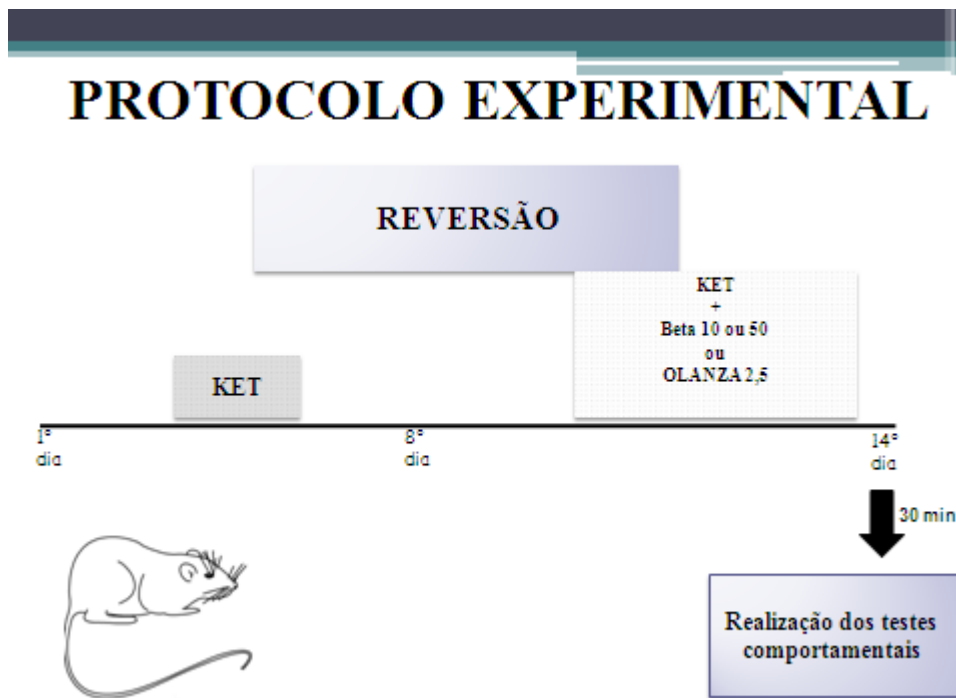 PROTOCOLO EXPERIMENTAL
REVERSÃO
KET
+
Beta 10 ou 50
ou
OLANZA 2,5
KET
1º
dia
8º
dia
14º
dia
30 min
Realização dos testes
comportamentais